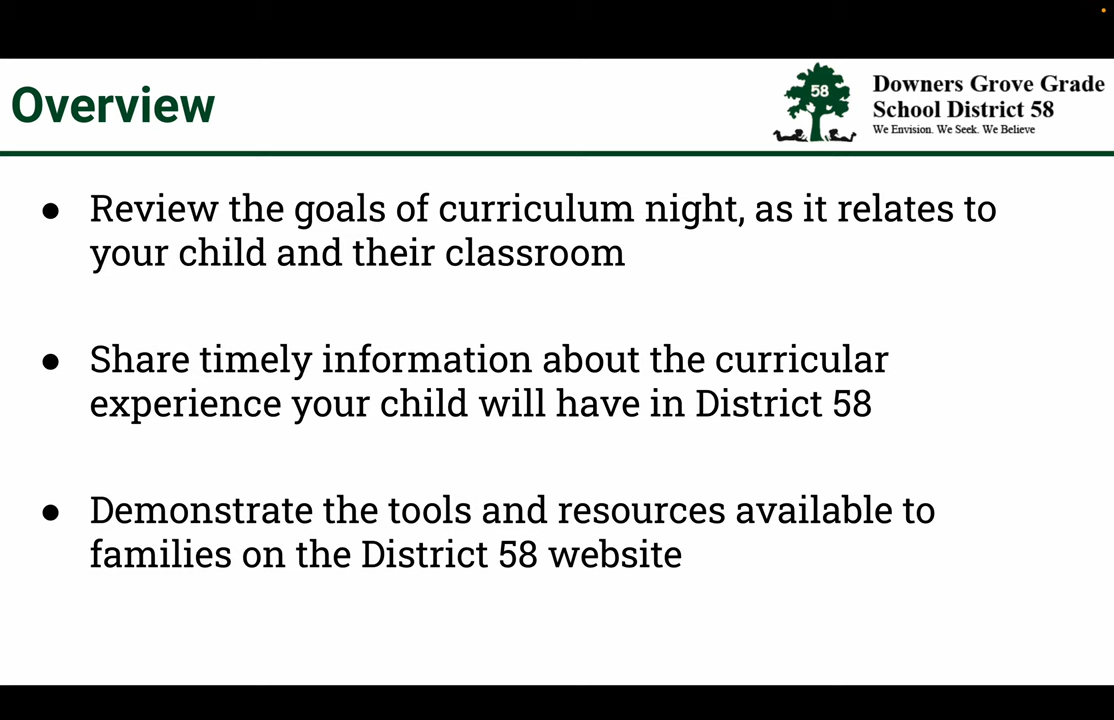 Overview
58
Downers Grove Grade
School District 58
We Envision. We Seek. We Believe
● Review the goals of curriculum night, as it relates to
your child and their classroom
● Share timely information about the curricular
experience your child will have in District 58
● Demonstrate the tools and resources available to
families on the District 58 website